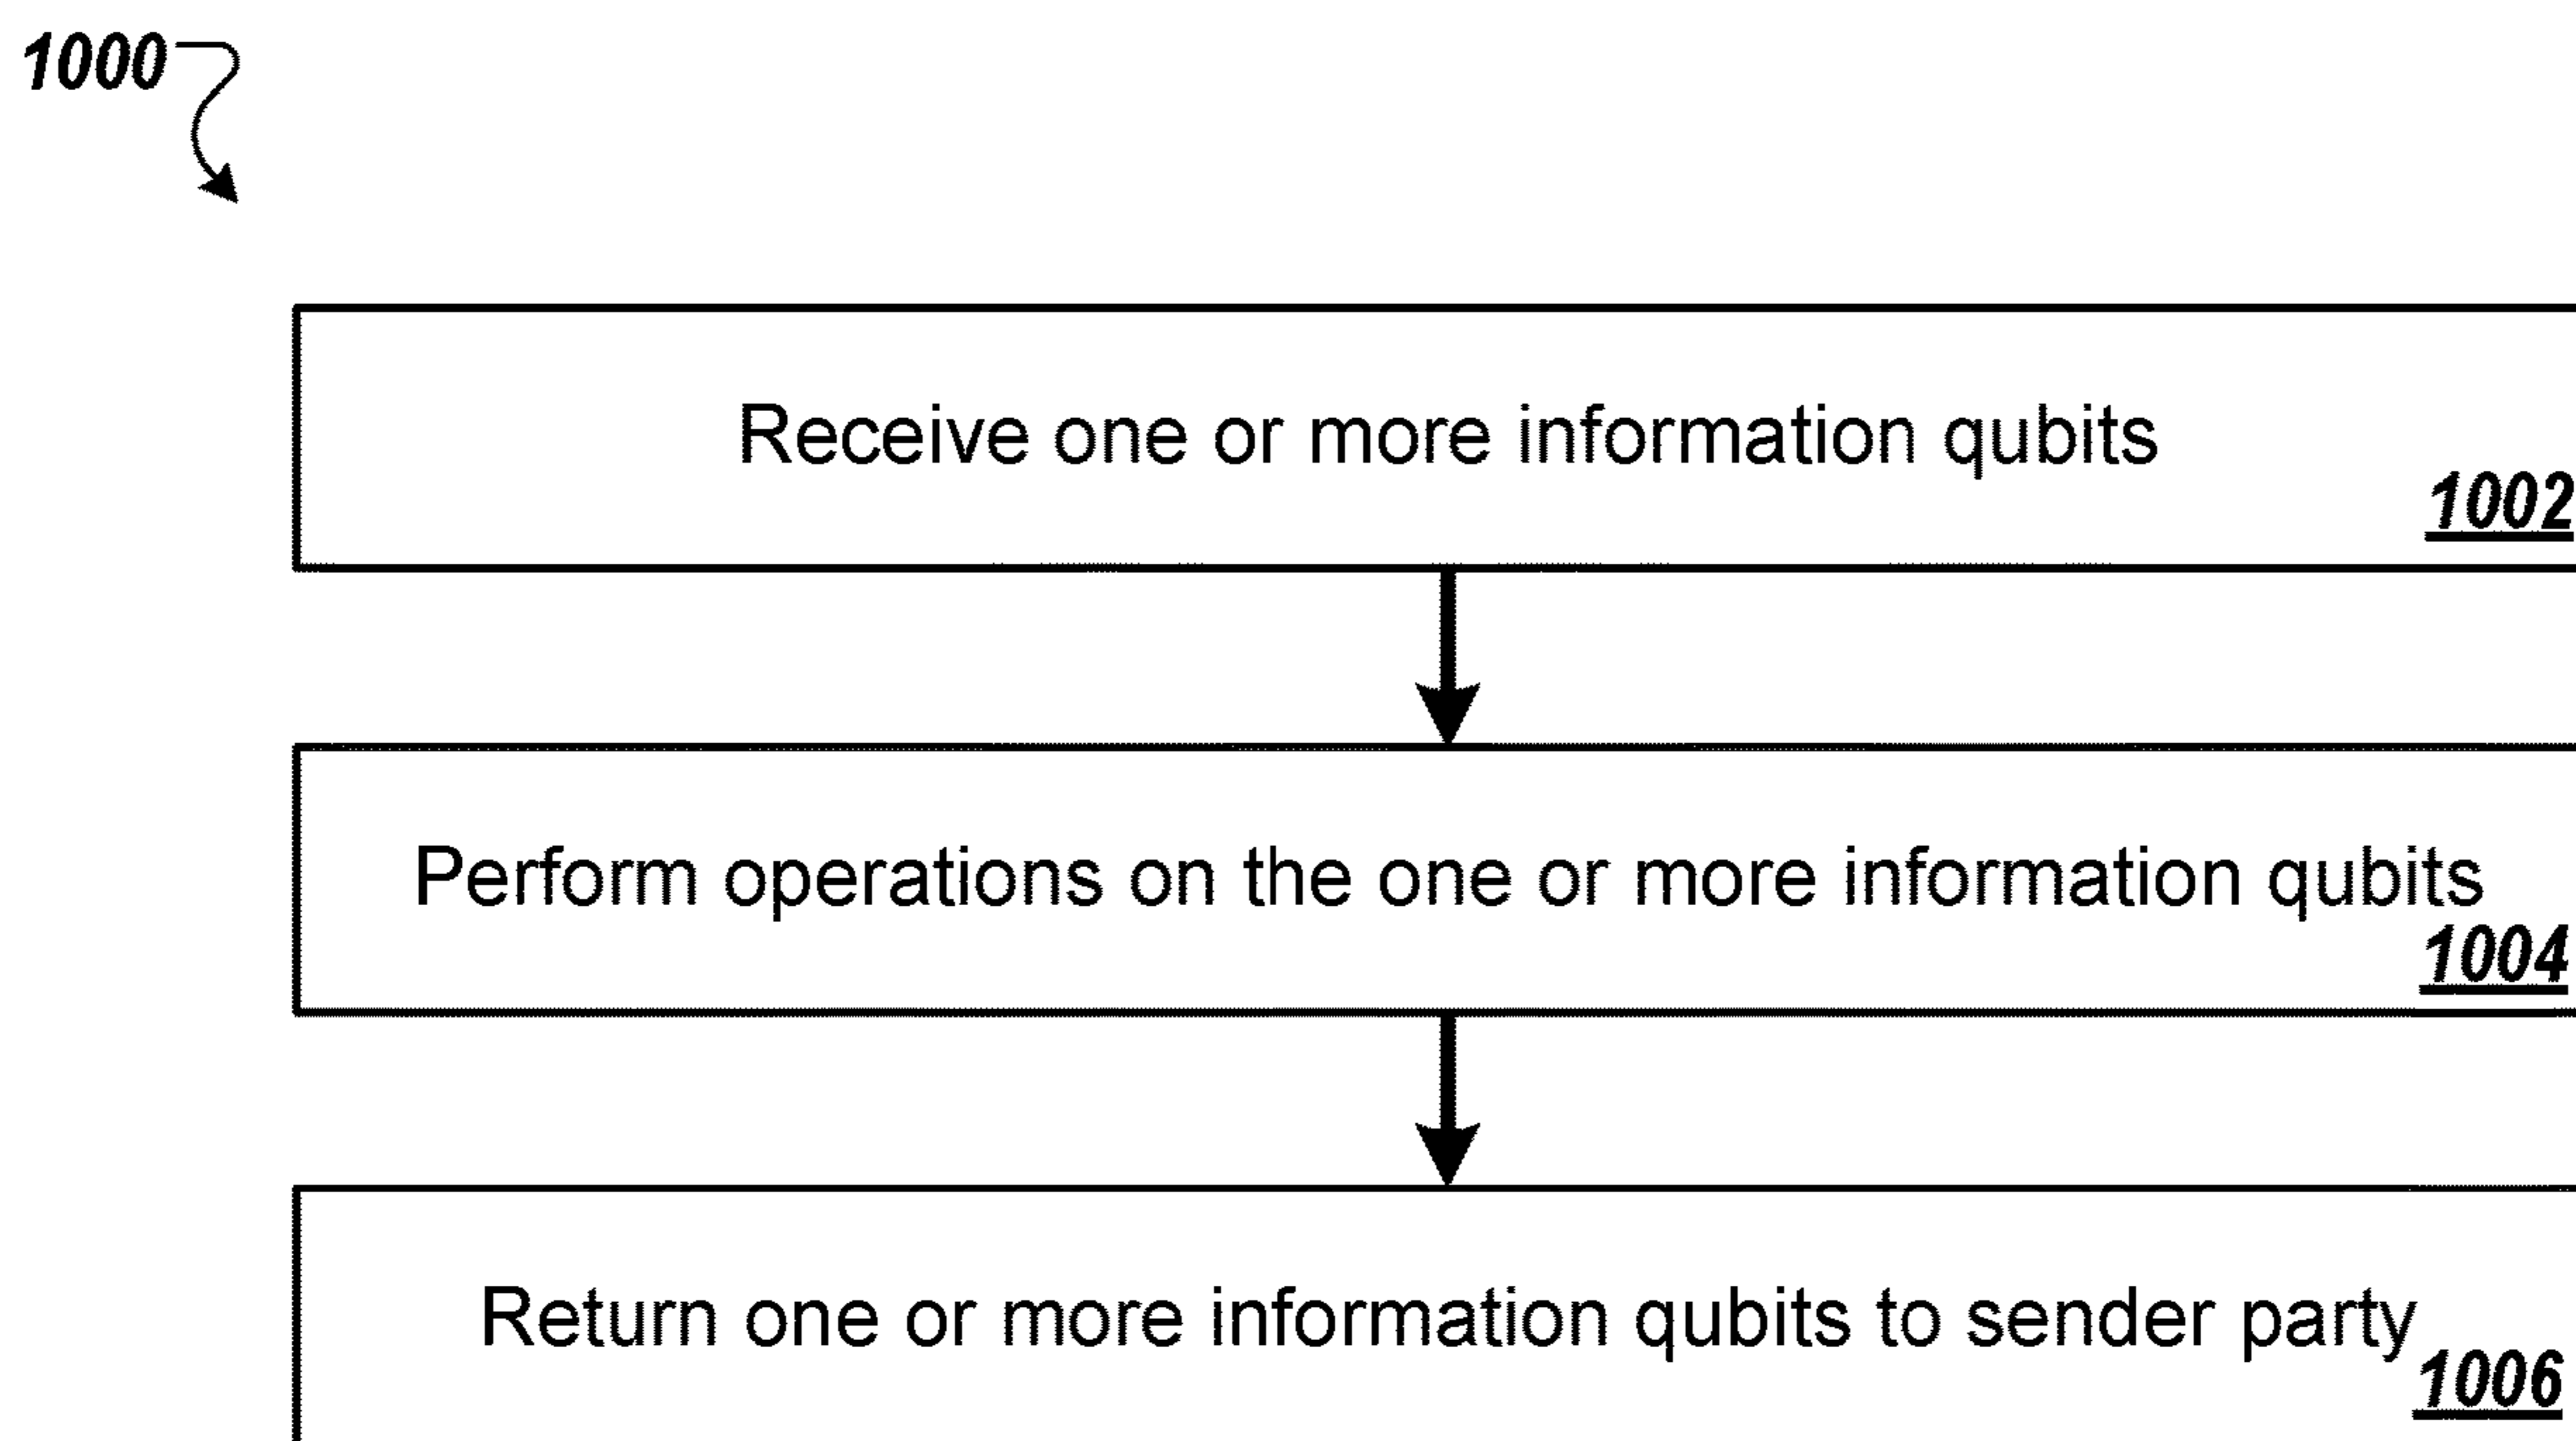 1000
Receive one or more information qubits
1002
Perform operations on the one or more information qubits
1004
Return one or more information qubits to sender party
1006